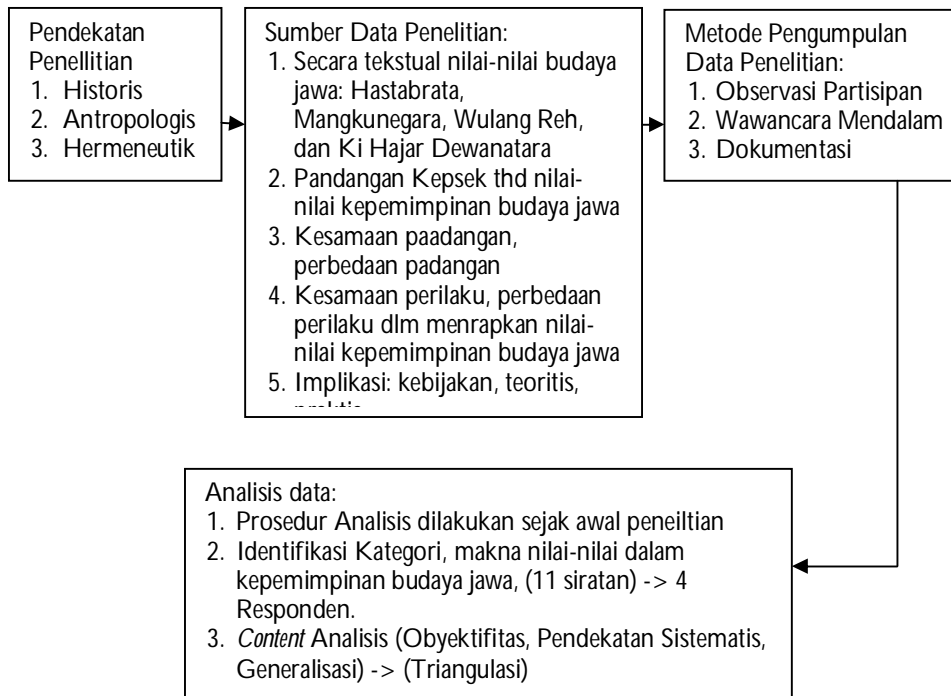 Pendekatan
Penellitian
1. Historis
2. Antropologis
3. Hermeneutik
Sumber Data Penelitian:
1. Secara tekstual nilai-nilai budaya
jawa: Hastabrata,
Mangkunegara, Wulang Reh,
dan Ki Hajar Dewanatara
2. Pandangan Kepsek thd nilai-
nilai kepemimpinan budaya jawa
3. Kesamaan paadangan,
perbedaan padangan
4. Kesamaan perilaku, perbedaan
perilaku dlm menrapkan nilai-
nilai kepemimpinan budaya jawa
5. Implikasi: kebijakan, teoritis,
Metode Pengumpulan
Data Penelitian:
1. Observasi Partisipan
2. Wawancara Mendalam
3. Dokumentasi
Analisis data:
1. Prosedur Analisis dilakukan sejak awal peneiltian
2. Identifikasi Kategori, makna nilai-nilai dalam
kepemimpinan budaya jawa, (11 siratan) -> 4
Responden.
3. Content Analisis (Obyektifitas, Pendekatan Sistematis,
Generalisasi) -> (Triangulasi)